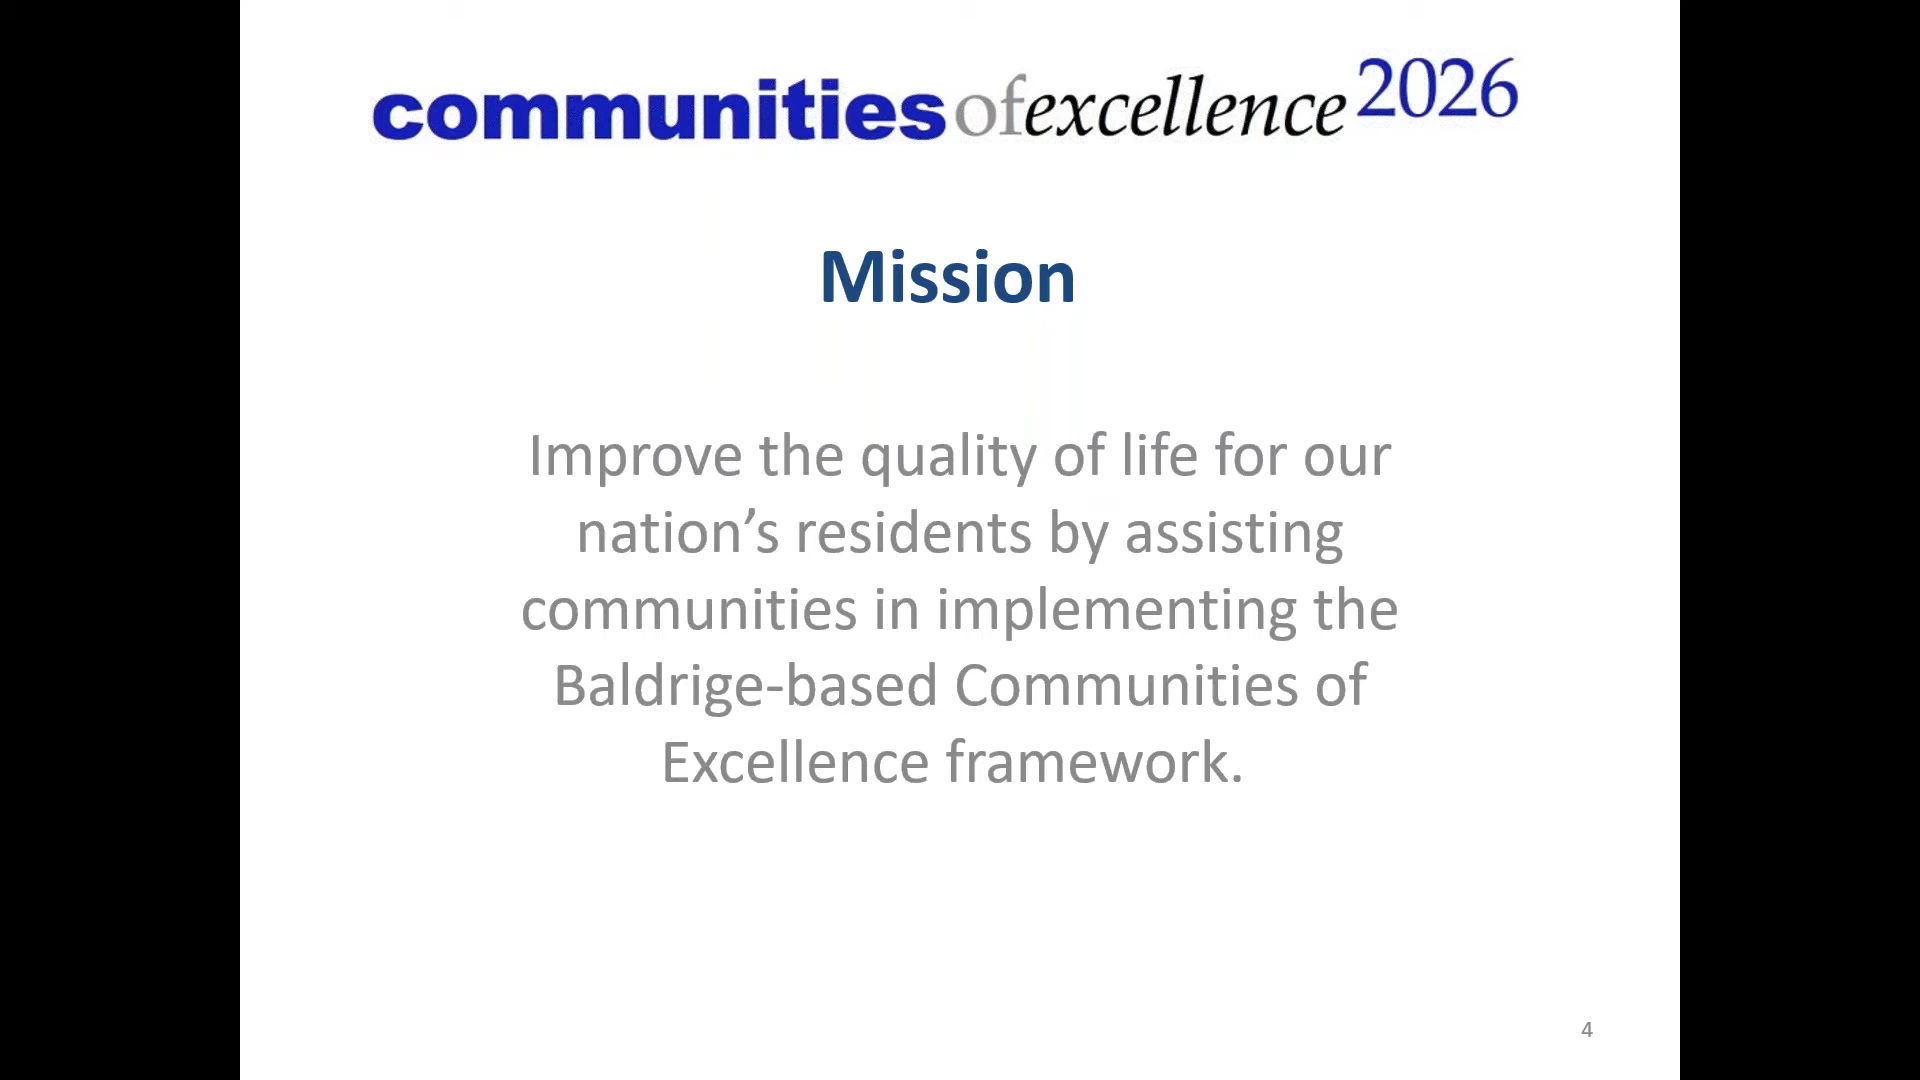 communities of excellence 2026
Mission
Improve the quality of life for our
nation’s residents by assisting
communities in implementing the
Baldrige-based Communities of
Excellence framework.
4